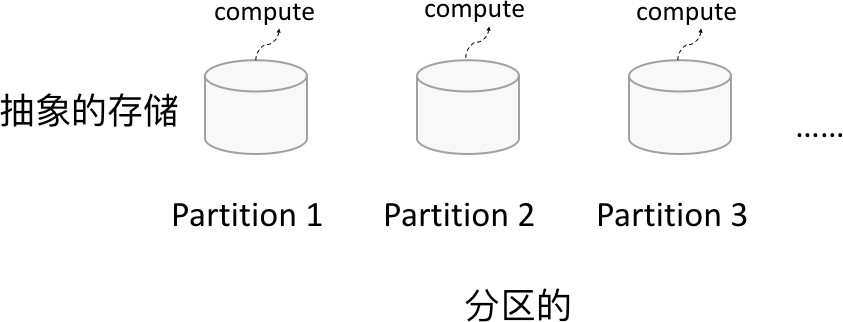 compute compute compute
抽象的存储
……
Partition 1 Partition 2 Partition 3
分区的